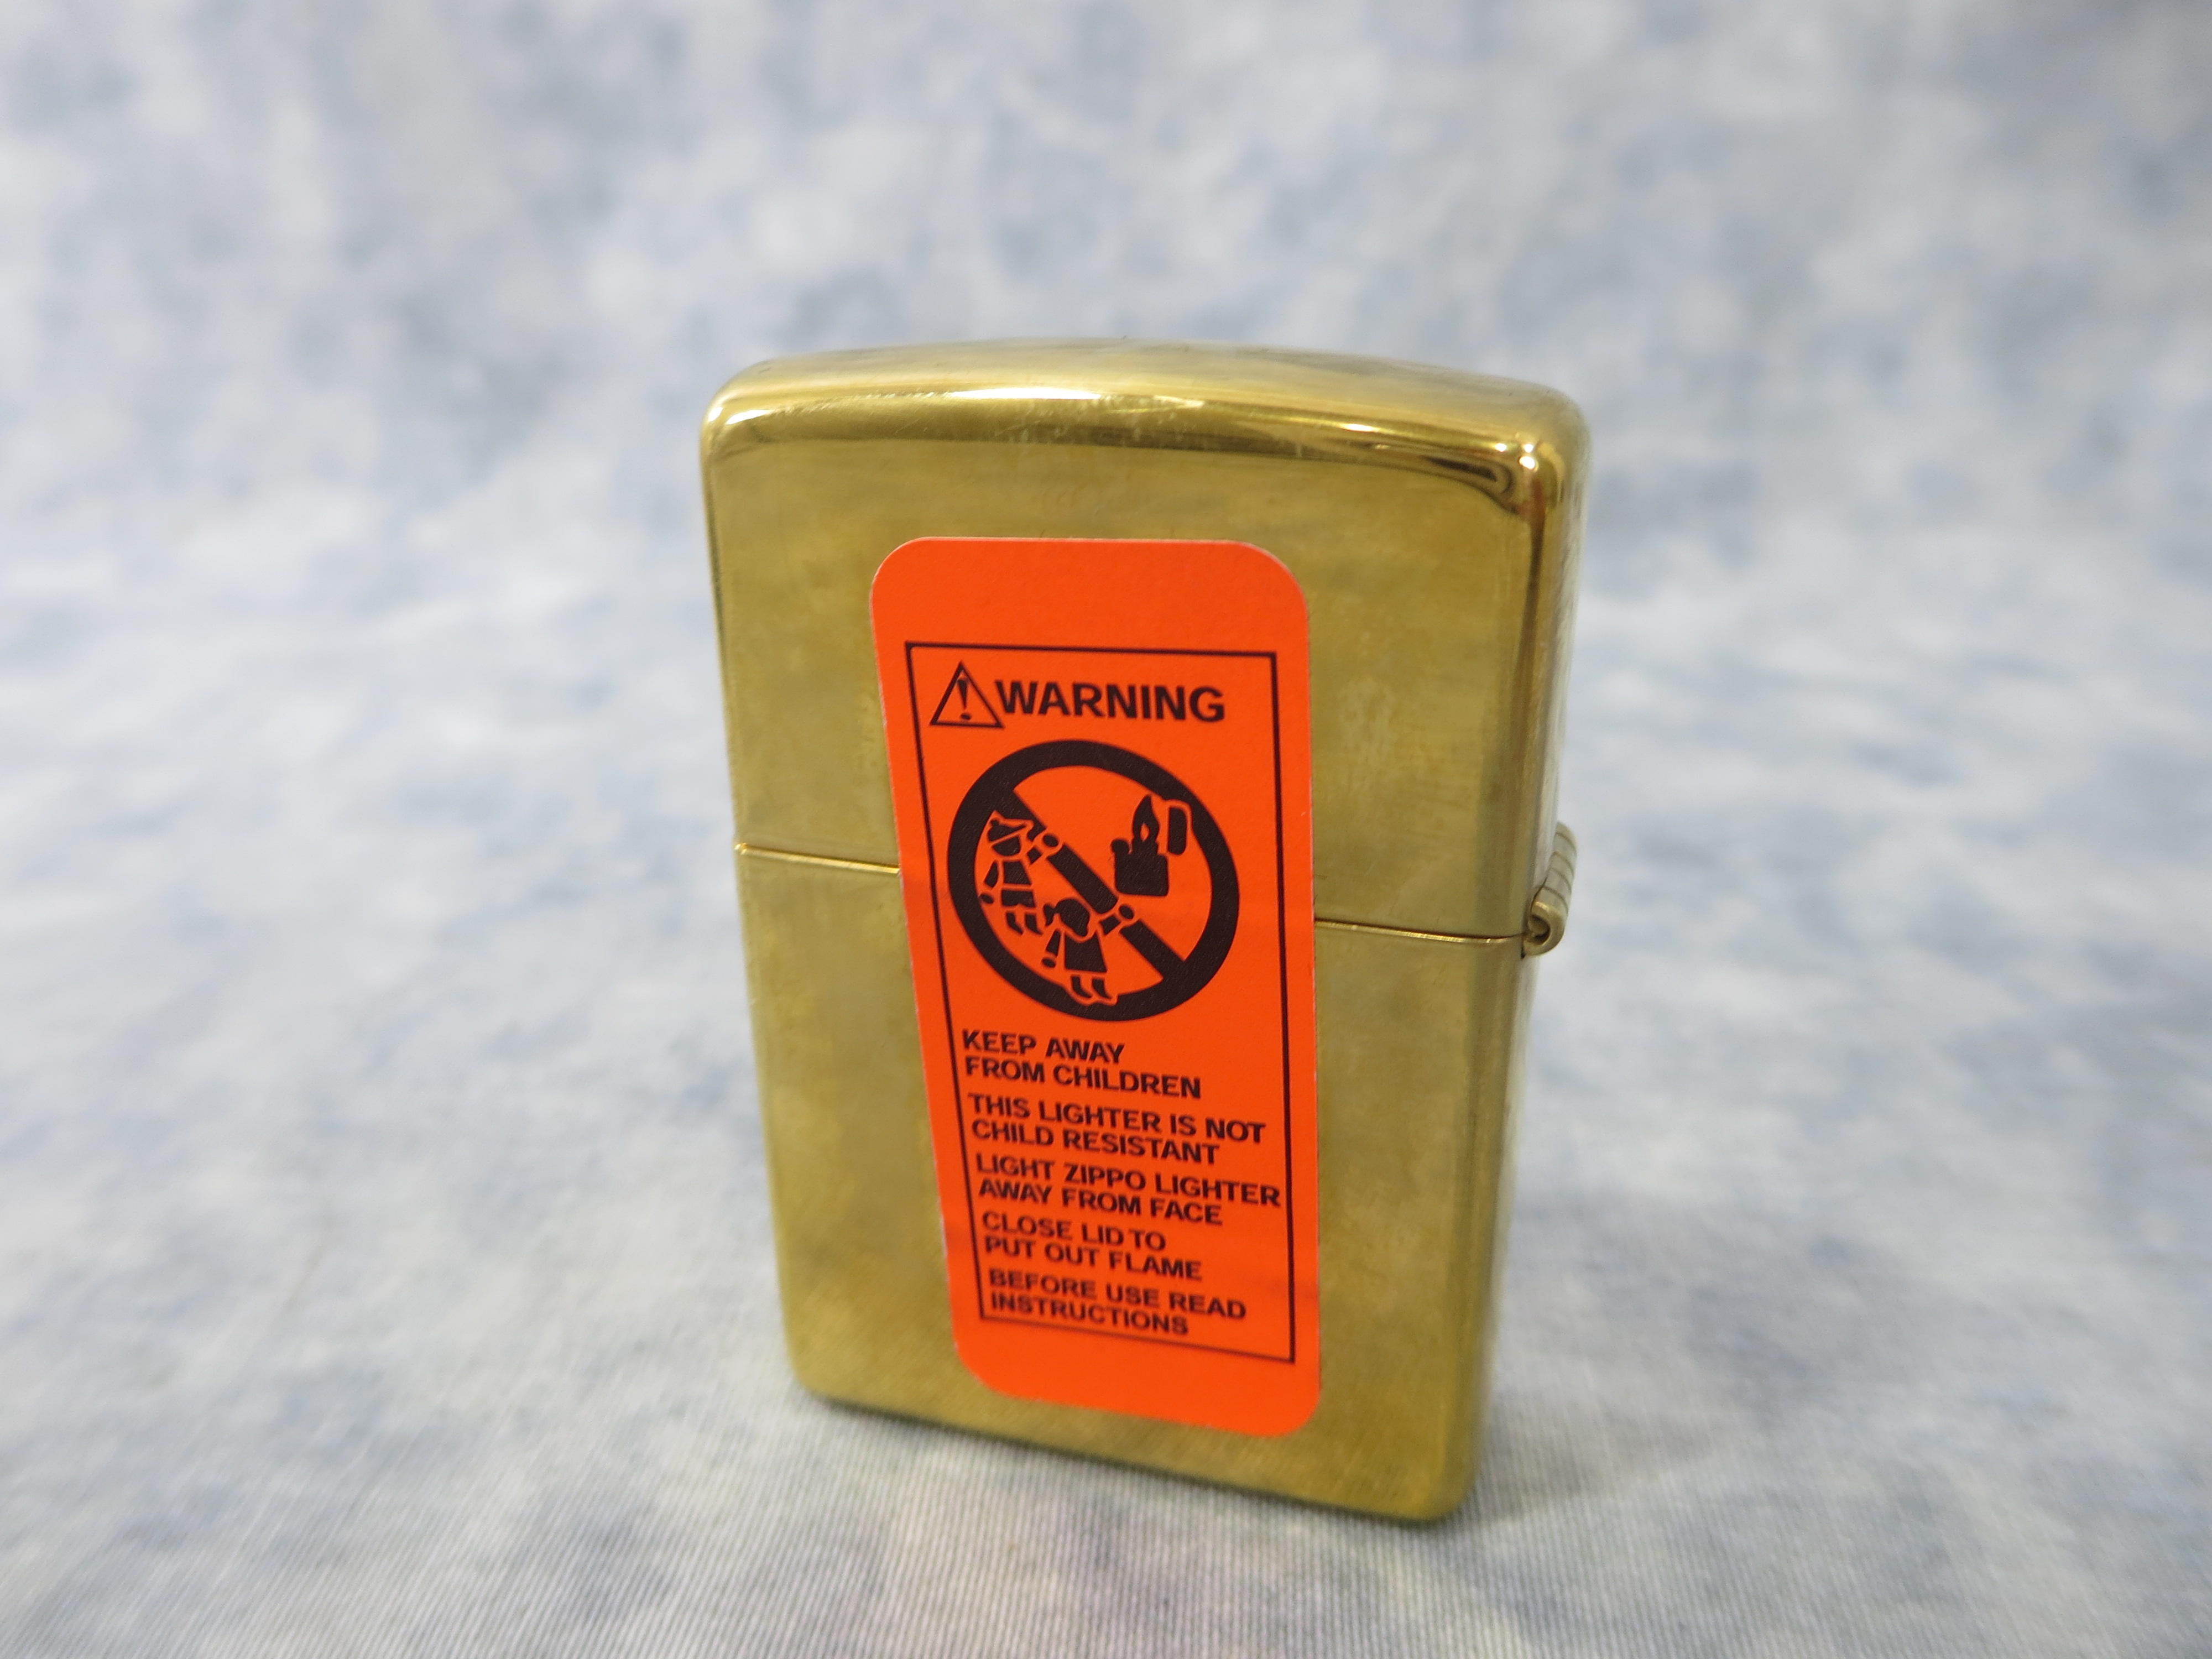 WARNING
KEEP AWAY
FROM CHILDREN
THIS LIGHTER IS NOT
CHILD RESISTANT
LIGHT ZIPPO LIGHTER
AWAY FROM FACE
CLOSE LID TO
PUT OUT FLAME
BEFORE USE READ
INSTRUCTIONS